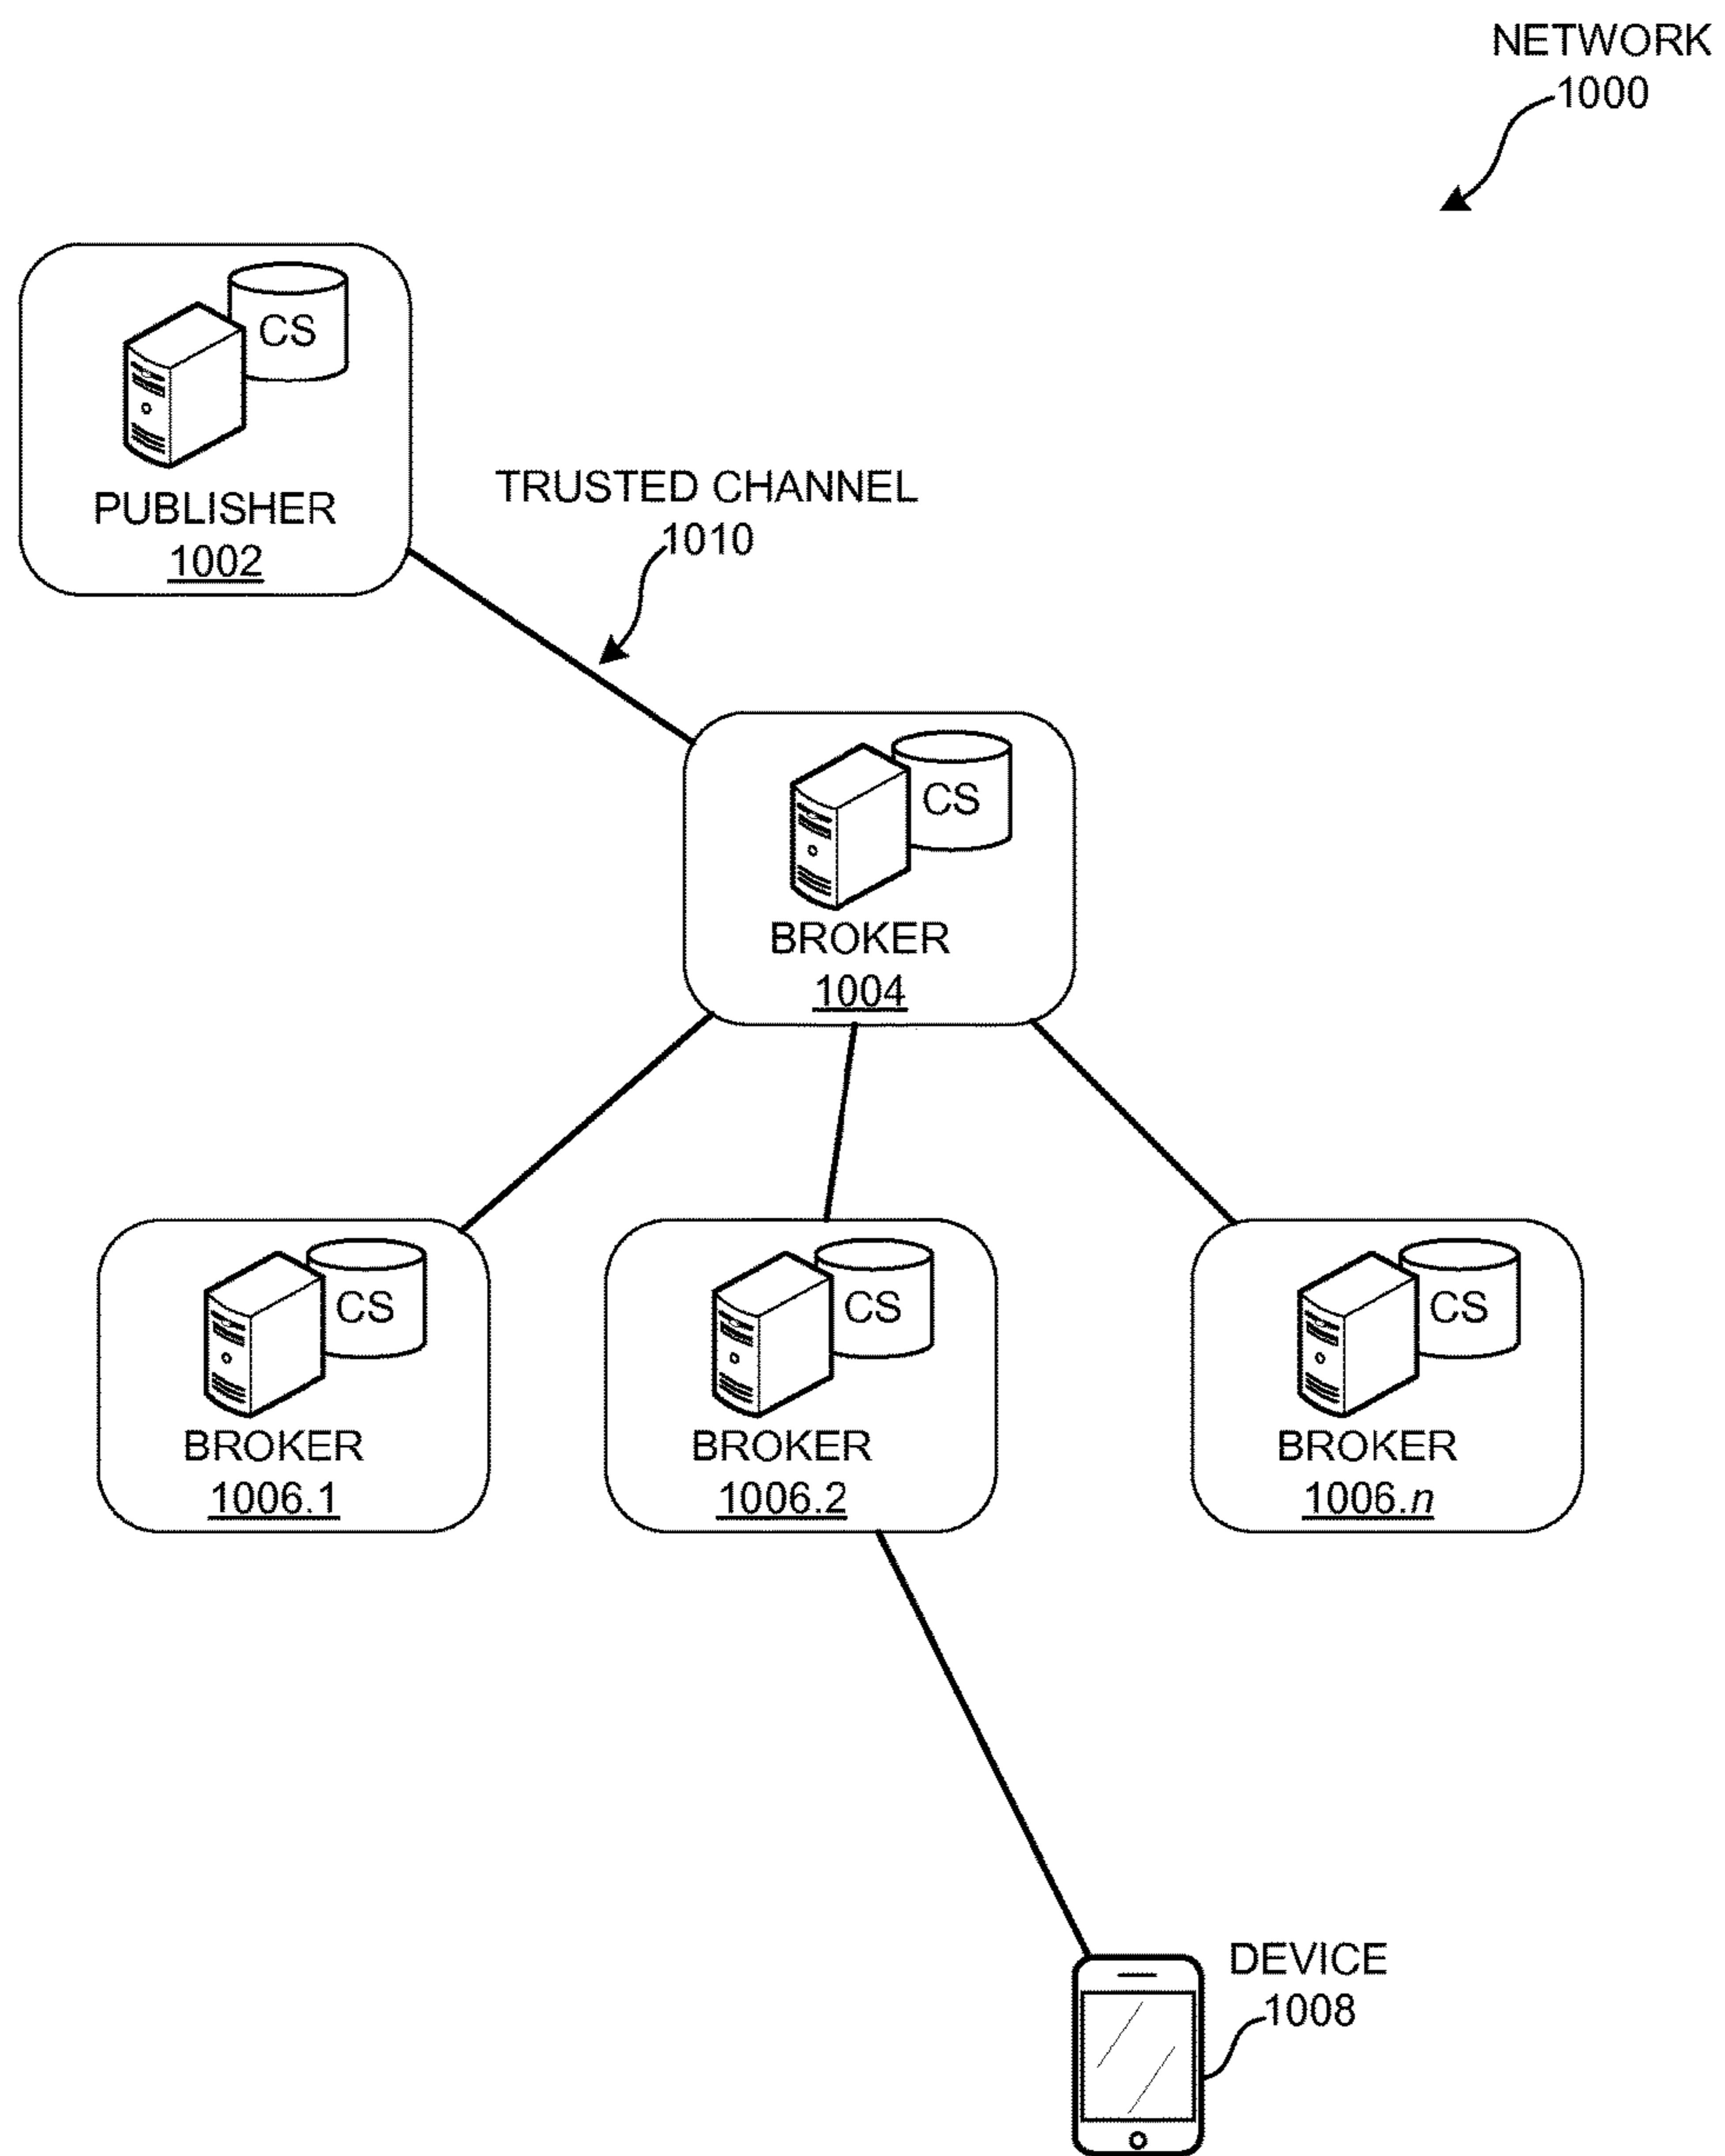 NETWORK
1000
CS
PUBLISHER
1002
TRUSTED CHANNEL
1010
CS
BROKER
1004
CS
BROKER
1006.1
CS
BROKER
1006.2
CS
BROKER
1006.n
DEVICE
1008